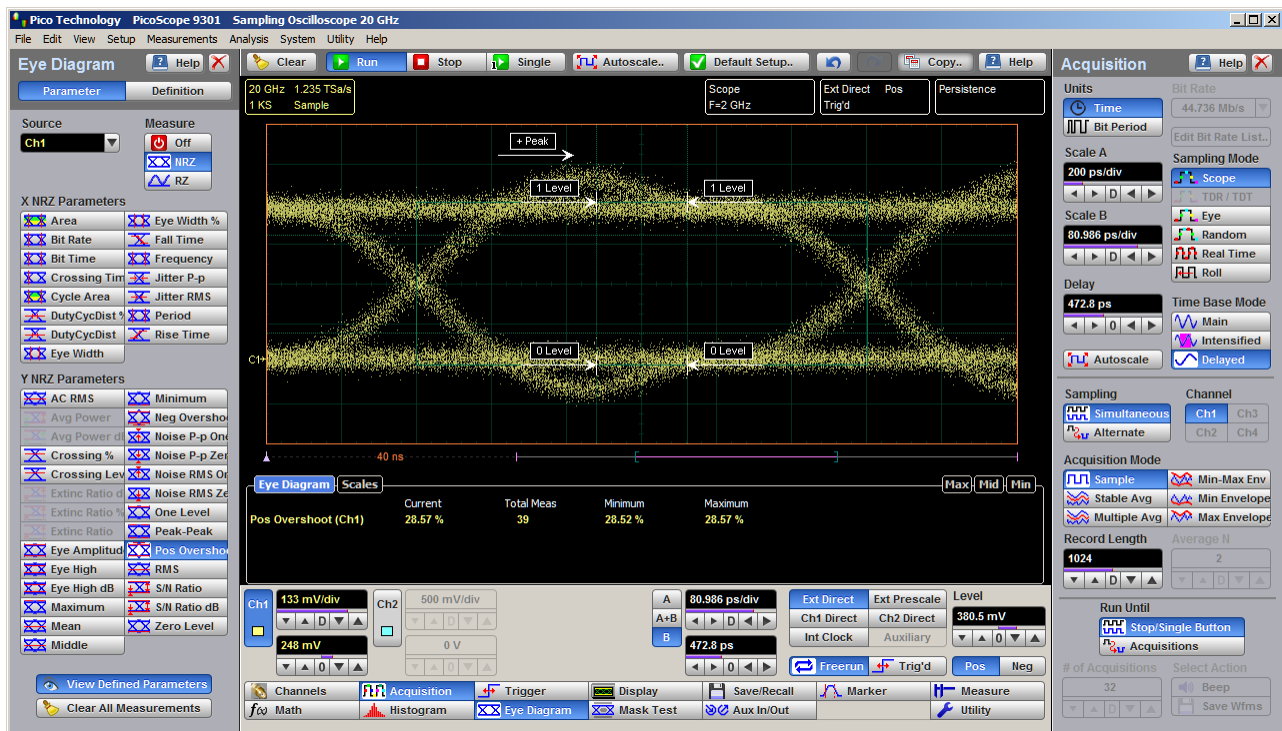 Pico Technology PicoScope 9301 Sampling Oscilloscope 20 GHz
File Edit View Setup Measurements Analysis System Utility Help
Eye Diagram Help
Parameter Definition
Source Measure
Ch1 Off
NRZ
RZ
X NRZ Parameters
Area Eye Width %
Bit Rate Fall Time
Bit Time Frequency
Crossing Tim Jitter P-p
Cycle Area Jitter RMS
DutyCycDist % Period
DutyCycDist Rise Time
Eye Width
Y NRZ Parameters
AC RMS Minimum
Avg Power Neg Oversho
Avg Power d Noise P-p On
Crossing % Noise P-p Zer
Crossing Lev Noise RMS On
Extinc Ratio d Noise RMS Ze
Extinc Ratio % One Level
Extinc Ratio Peak-Peak
Eye Amplitud Pos Oversho
Eye High RMS
Eye High dB S/N Ratio
Maximum S/N Ratio dB
Mean Zero Level
Middle
View Defined Parameters
Clear All Measurements
Clear Run Stop Single Autoscale.. Default Setup.. Copy.. Help
20 GHz 1.235 TSa/s
1 KS Sample
Scope
F=2 GHz
Ext Direct Pos
Trig'd
Persistence
+ Peak
1 Level 1 Level
0 Level 0 Level
C1
40 ns
Eye Diagram Scales Max Mid Min
Current Total Meas Minimum Maximum
Pos Overshoot (Ch1) 28.57 % 39 28.52 % 28.57 %
Ch1 133 mV/div Ch2 500 mV/div
D D
248 mV 0 V
0 0
A 80.986 ps/div
A+B D
B 472.8 ps
0
Ext Direct Ext Prescale Level
Ch1 Direct Ch2 Direct 380.5 mV
Int Clock Auxiliary 0
Freerun Trig'd Pos Neg
Channels Acquisition Trigger Display Save/Recall Marker Measure
f(x) Math Histogram Eye Diagram Mask Test Aux In/Out Utility
Acquisition Help
Units Bit Rate
Time 44.736 Mb/s
Bit Period Edit Bit Rate List..
Scale A Sampling Mode
200 ps/div Scope
D TDR / TDT
Scale B Eye
80.986 ps/div Random
D Real Time
Roll
Delay
472.8 ps Time Base Mode
0 Main
Intensified
Autoscale Delayed
Sampling Channel
Simultaneous Ch1 Ch3
Alternate Ch2 Ch4
Acquisition Mode
Sample Min-Max Env
Stable Avg Min Envelope
Multiple Avg Max Envelope
Record Length Average N
1024 2
D D
Run Until
Stop/Single Button
Acquisitions
# of Acquisitions Select Action
32 Beep
D Save Wfms